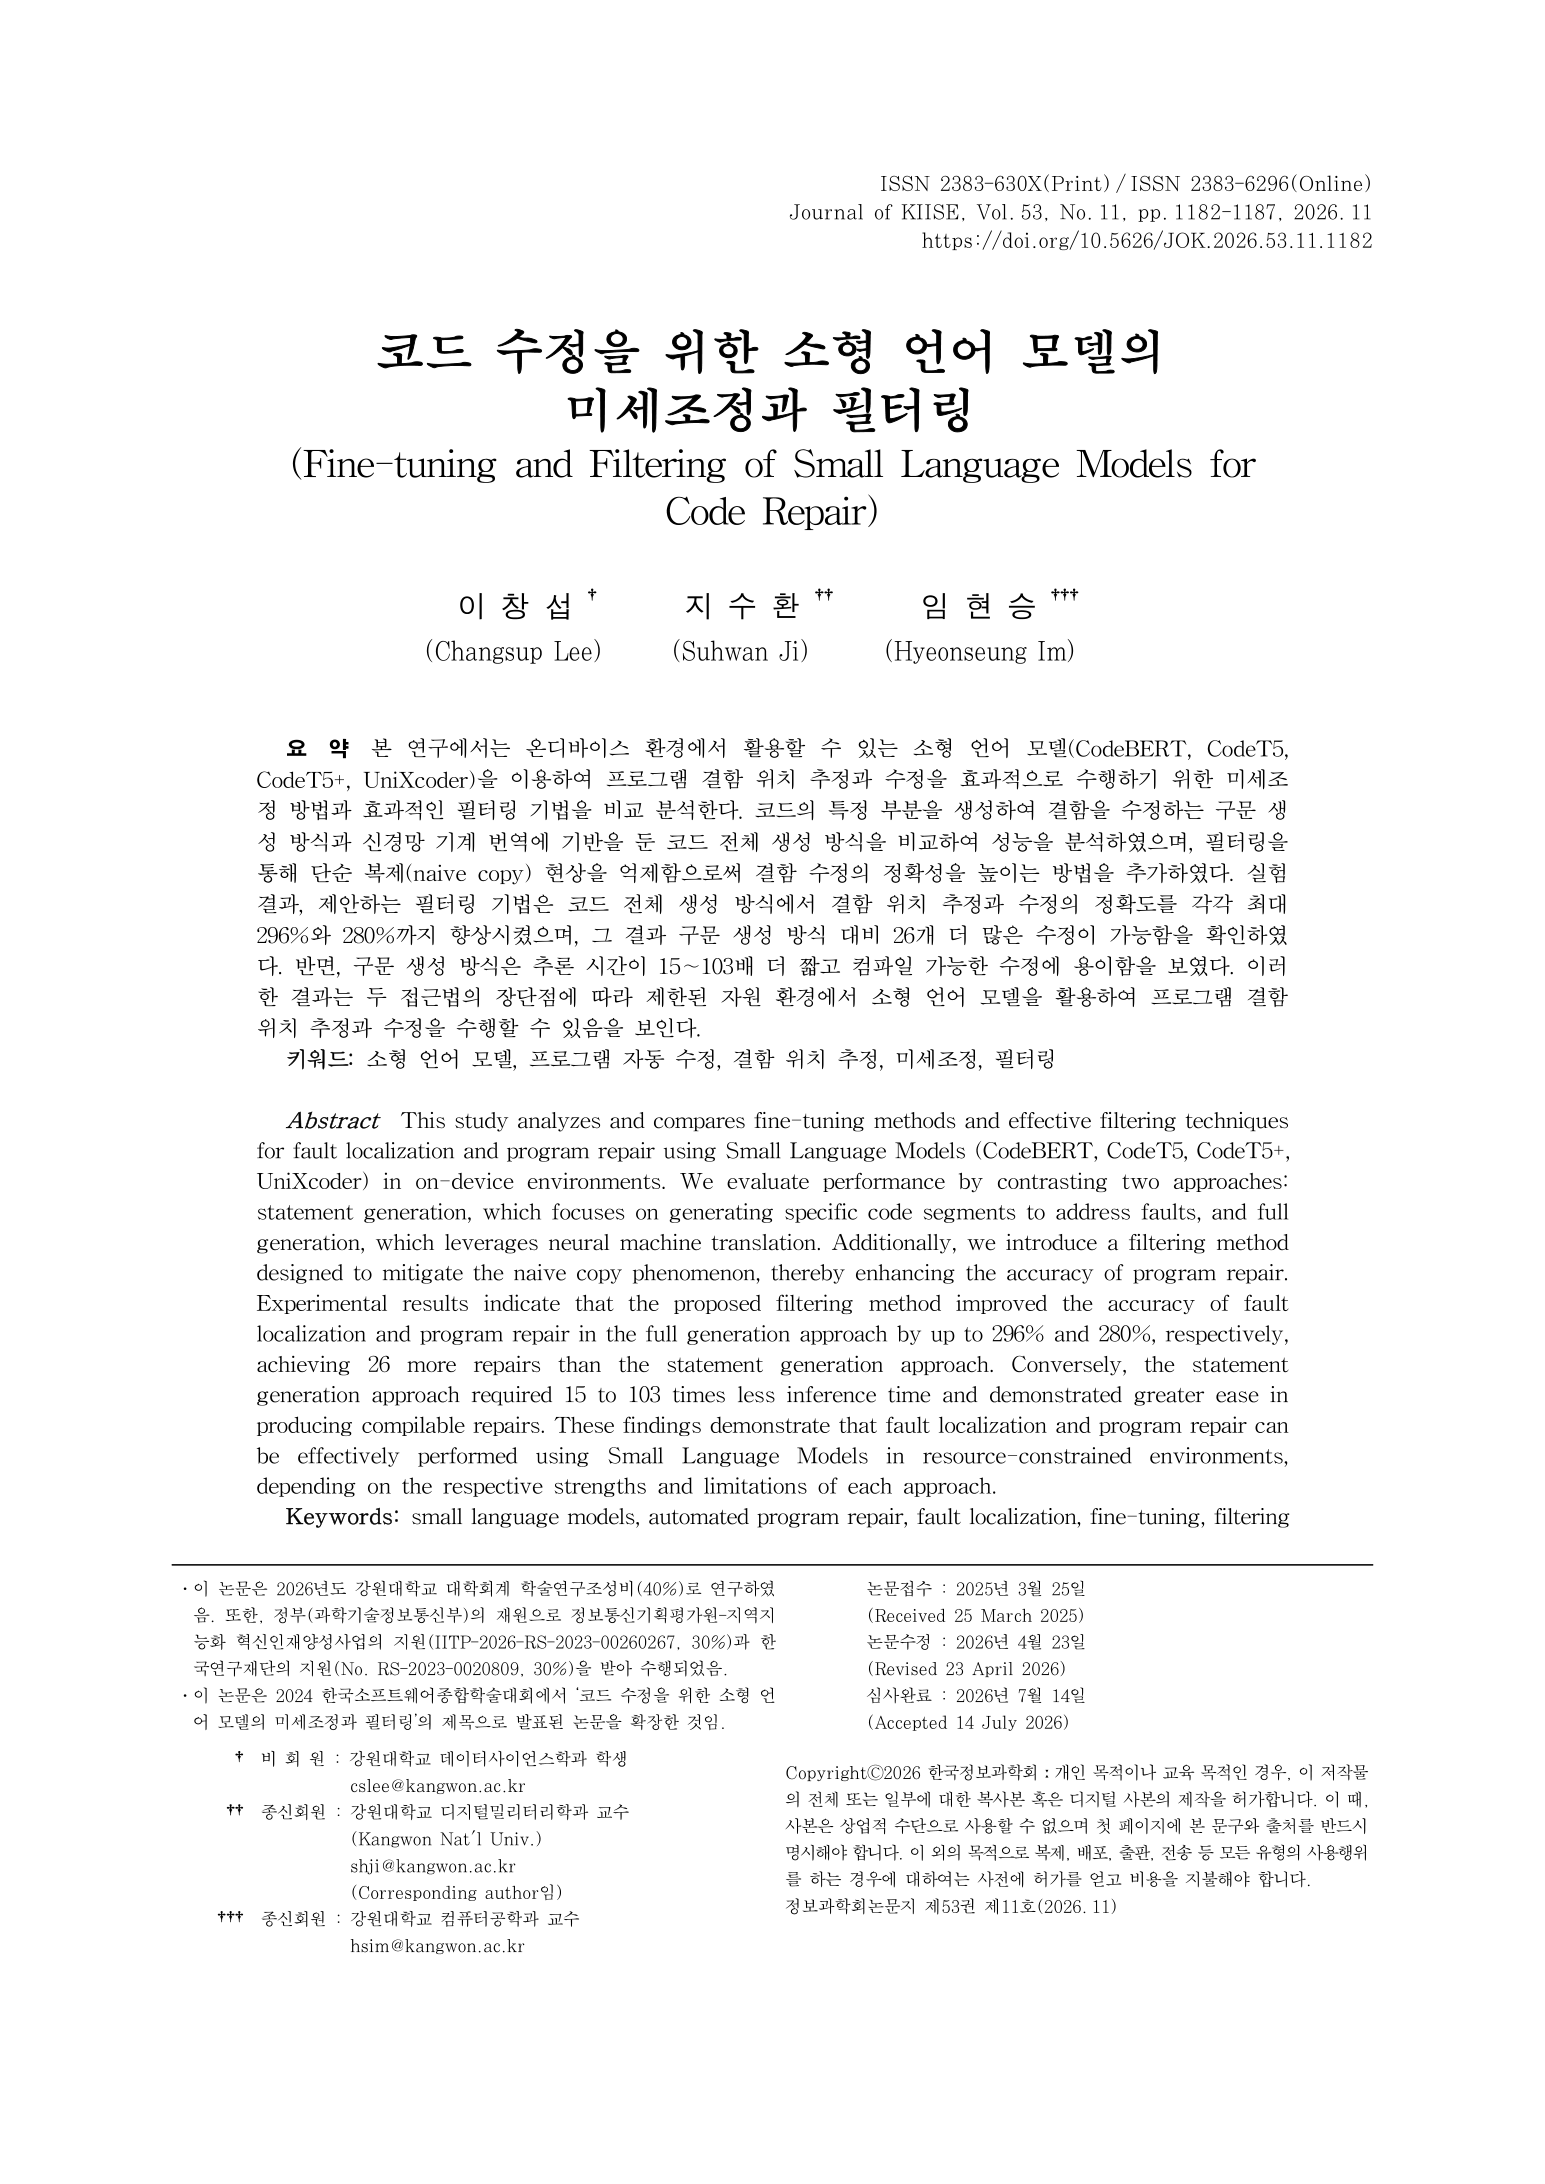 ISSN 2383-630X(Print) / ISSN 2383-6296(Online)
Journal of KIISE, Vol. 53, No. 11, pp. 1182-1187, 2026. 11
https://doi.org/10.5626/JOK.2026.53.11.1182
코드 수정을 위한 소형 언어 모델의
미세조정과 필터링
(Fine-tuning and Filtering of Small Language Models for
Code Repair)
이 창 섭 † 지 수 환 †† 임 현 승 †††
(Changsup Lee) (Suhwan Ji) (Hyeonseung Im)
요 약 본 연구에서는 온디바이스 환경에서 활용할 수 있는 소형 언어 모델(CodeBERT, CodeT5,
CodeT5+, UniXcoder)을 이용하여 프로그램 결함 위치 추정과 수정을 효과적으로 수행하기 위한 미세조
정 방법과 효과적인 필터링 기법을 비교 분석한다. 코드의 특정 부분을 생성하여 결함을 수정하는 구문 생
성 방식과 신경망 기계 번역에 기반을 둔 코드 전체 생성 방식을 비교하여 성능을 분석하였으며, 필터링을
통해 단순 복제(naive copy) 현상을 억제함으로써 결함 수정의 정확성을 높이는 방법을 추가하였다. 실험
결과, 제안하는 필터링 기법은 코드 전체 생성 방식에서 결함 위치 추정과 수정의 정확도를 각각 최대
296%와 280%까지 향상시켰으며, 그 결과 구문 생성 방식 대비 26개 더 많은 수정이 가능함을 확인하였
다. 반면, 구문 생성 방식은 추론 시간이 15~103배 더 짧고 컴파일 가능한 수정에 용이함을 보였다. 이러
한 결과는 두 접근법의 장단점에 따라 제한된 자원 환경에서 소형 언어 모델을 활용하여 프로그램 결함
위치 추정과 수정을 수행할 수 있음을 보인다.
키워드: 소형 언어 모델, 프로그램 자동 수정, 결함 위치 추정, 미세조정, 필터링
Abstract This study analyzes and compares fine-tuning methods and effective filtering techniques
for fault localization and program repair using Small Language Models (CodeBERT, CodeT5, CodeT5+,
UniXcoder) in on-device environments. We evaluate performance by contrasting two approaches:
statement generation, which focuses on generating specific code segments to address faults, and full
generation, which leverages neural machine translation. Additionally, we introduce a filtering method
designed to mitigate the naive copy phenomenon, thereby enhancing the accuracy of program repair.
Experimental results indicate that the proposed filtering method improved the accuracy of fault
localization and program repair in the full generation approach by up to 296% and 280%, respectively,
achieving 26 more repairs than the statement generation approach. Conversely, the statement
generation approach required 15 to 103 times less inference time and demonstrated greater ease in
producing compilable repairs. These findings demonstrate that fault localization and program repair can
be effectively performed using Small Language Models in resource-constrained environments,
depending on the respective strengths and limitations of each approach.
Keywords: small language models, automated program repair, fault localization, fine-tuning, filtering
· 이 논문은 2026년도 강원대학교 대학회계 학술연구조성비(40%)로 연구하였
음. 또한, 정부(과학기술정보통신부)의 재원으로 정보통신기획평가원-지역지
능화 혁신인재양성사업의 지원(IITP-2026-RS-2023-00260267, 30%)과 한
국연구재단의 지원(No. RS-2023-0020809, 30%)을 받아 수행되었음.
· 이 논문은 2024 한국소프트웨어종합학술대회에서 '코드 수정을 위한 소형 언
어 모델의 미세조정과 필터링'의 제목으로 발표된 논문을 확장한 것임.
† 비 회 원 : 강원대학교 데이터사이언스학과 학생
cslee@kangwon.ac.kr
†† 종신회원 : 강원대학교 디지털밀리터리학과 교수
(Kangwon Nat'l Univ.)
shji@kangwon.ac.kr
(Corresponding author임)
††† 종신회원 : 강원대학교 컴퓨터공학과 교수
hsim@kangwon.ac.kr
논문접수 : 2025년 3월 25일
(Received 25 March 2025)
논문수정 : 2026년 4월 23일
(Revised 23 April 2026)
심사완료 : 2026년 7월 14일
(Accepted 14 July 2026)
Copyright©2026 한국정보과학회 : 개인 목적이나 교육 목적인 경우, 이 저작물
의 전체 또는 일부에 대한 복사본 혹은 디지털 사본의 제작을 허가합니다. 이 때,
사본은 상업적 수단으로 사용할 수 없으며 첫 페이지에 본 문구와 출처를 반드시
명시해야 합니다. 이 외의 목적으로 복제, 배포, 출판, 전송 등 모든 유형의 사용행위
를 하는 경우에 대하여는 사전에 허가를 얻고 비용을 지불해야 합니다.
정보과학회논문지 제53권 제11호(2026. 11)